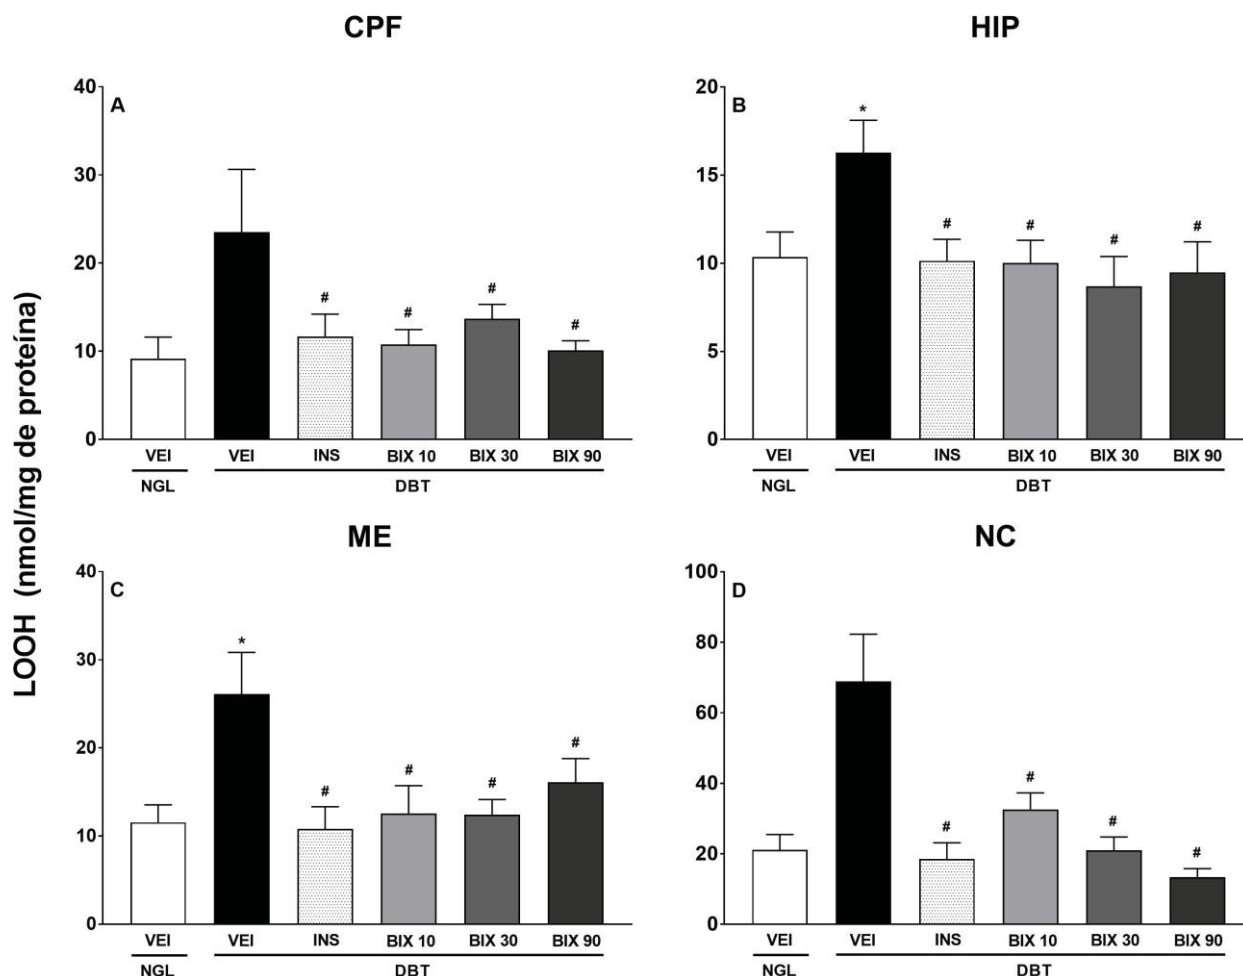 CPF
HIP
LOOH (nmol/mg de proteína)
A
40
30
20
10
0
#
#
#
#
VEI VEI INS BIX 10 BIX 30 BIX 90
NGL DBT
B
20
15
10
5
0
*
#
#
#
#
VEI VEI INS BIX 10 BIX 30 BIX 90
NGL DBT
ME
NC
C
40
30
20
10
0
*
#
#
#
#
VEI VEI INS BIX 10 BIX 30 BIX 90
NGL DBT
D
100
80
60
40
20
0
#
#
#
#
VEI VEI INS BIX 10 BIX 30 BIX 90
NGL DBT